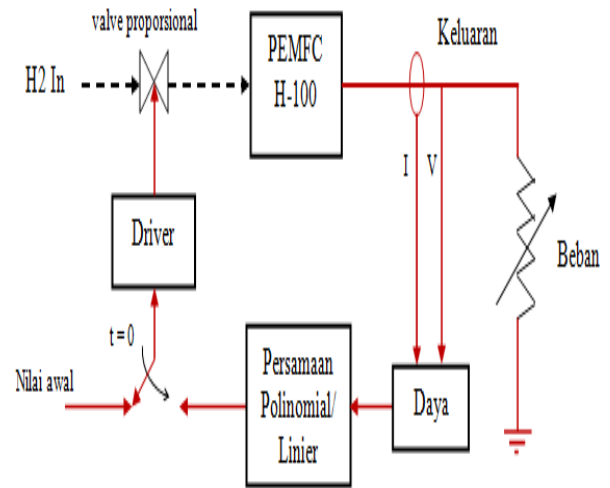 valve proporsional
H2 In
PEMFC
H-100
Keluaran
I V
Driver
Beban
t = 0
Nilai awal
Persamaan
Polinomial/
Linier
Daya